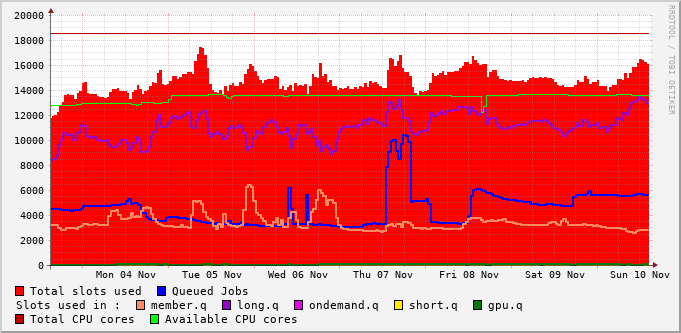 20000
18000
16000
14000
12000
10000
8000
6000
4000
2000
0
Mon 04 Nov Tue 05 Nov Wed 06 Nov Thu 07 Nov Fri 08 Nov Sat 09 Nov Sun 10 Nov
Total slots used Queued Jobs
Slots used in : member.q long.q ondemand.q short.q gpu.q
Total CPU cores Available CPU cores
RRDTOOL / TOBI OETIKER